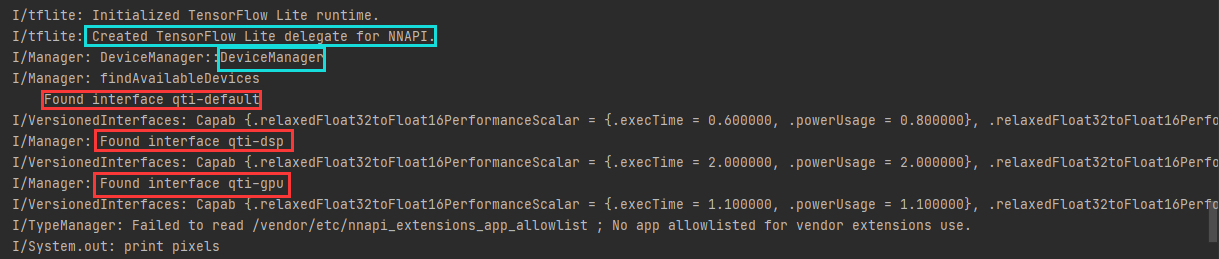 I/tflite: Initialized TensorFlow Lite runtime.
I/tflite: Created TensorFlow Lite delegate for NNAPI.
I/Manager: DeviceManager::DeviceManager
I/Manager: findAvailableDevices
Found interface qti-default
I/VersionedInterfaces: Capab {.relaxedFloat32toFloat16PerformanceScalar = {.execTime = 0.600000, .powerUsage = 0.800000}, .relaxedFloat32toFloat16Perfo
I/Manager: Found interface qti-dsp
I/VersionedInterfaces: Capab {.relaxedFloat32toFloat16PerformanceScalar = {.execTime = 2.000000, .powerUsage = 2.000000}, .relaxedFloat32toFloat16Perfo
I/Manager: Found interface qti-gpu
I/VersionedInterfaces: Capab {.relaxedFloat32toFloat16PerformanceScalar = {.execTime = 1.100000, .powerUsage = 1.100000}, .relaxedFloat32toFloat16Perfo
I/TypeManager: Failed to read /vendor/etc/nnapi_extensions_app_allowlist ; No app allowlisted for vendor extensions use.
I/System.out: print pixels